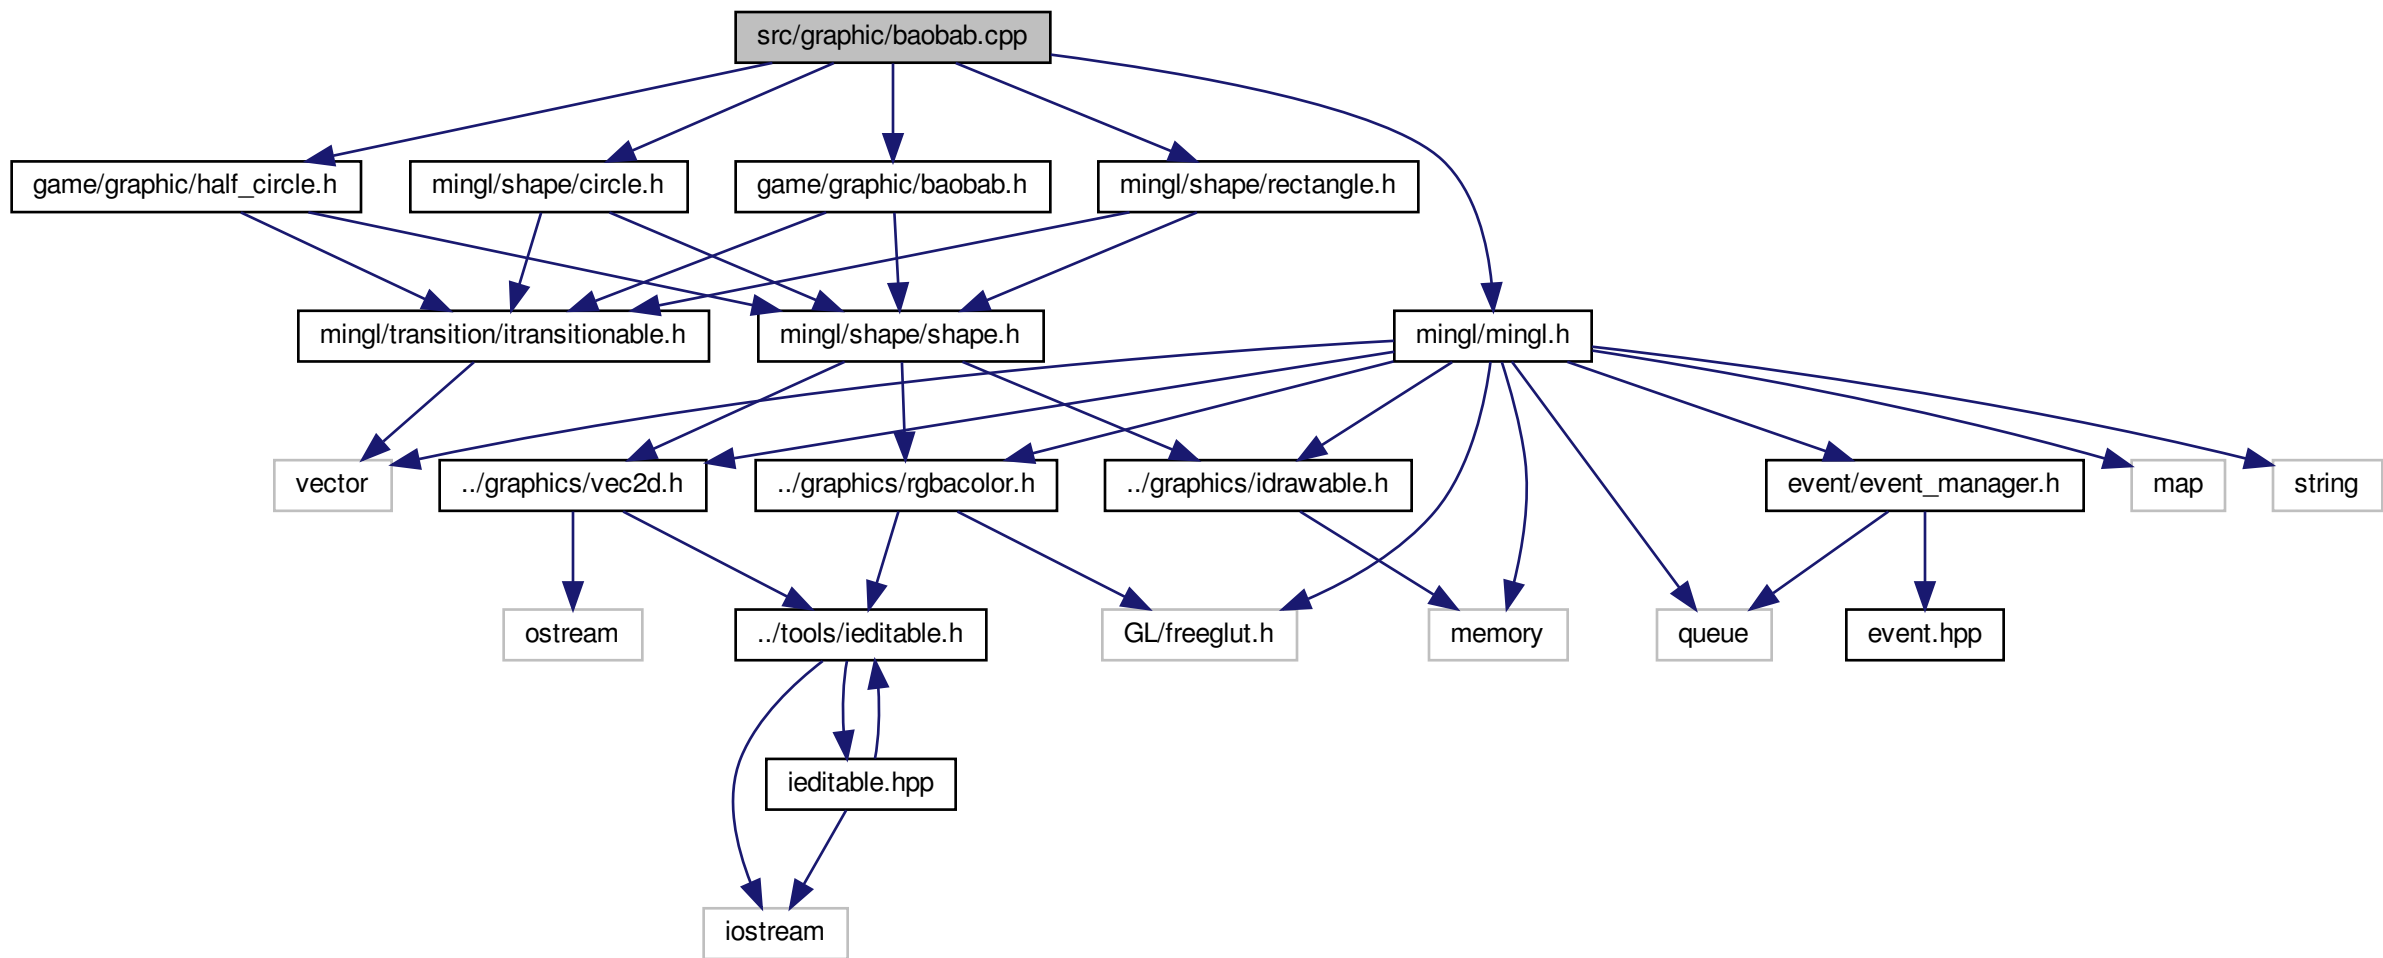 src/graphic/baobab.cpp
game/graphic/half_circle.h
mingl/shape/circle.h
game/graphic/baobab.h
mingl/shape/rectangle.h
mingl/transition/itransitionable.h
mingl/shape/shape.h
mingl/mingl.h
vector
../graphics/vec2d.h
../graphics/rgbacolor.h
../graphics/idrawable.h
event/event_manager.h
map
string
ostream
../tools/ieditable.h
GL/freeglut.h
memory
queue
event.hpp
ieditable.hpp
iostream